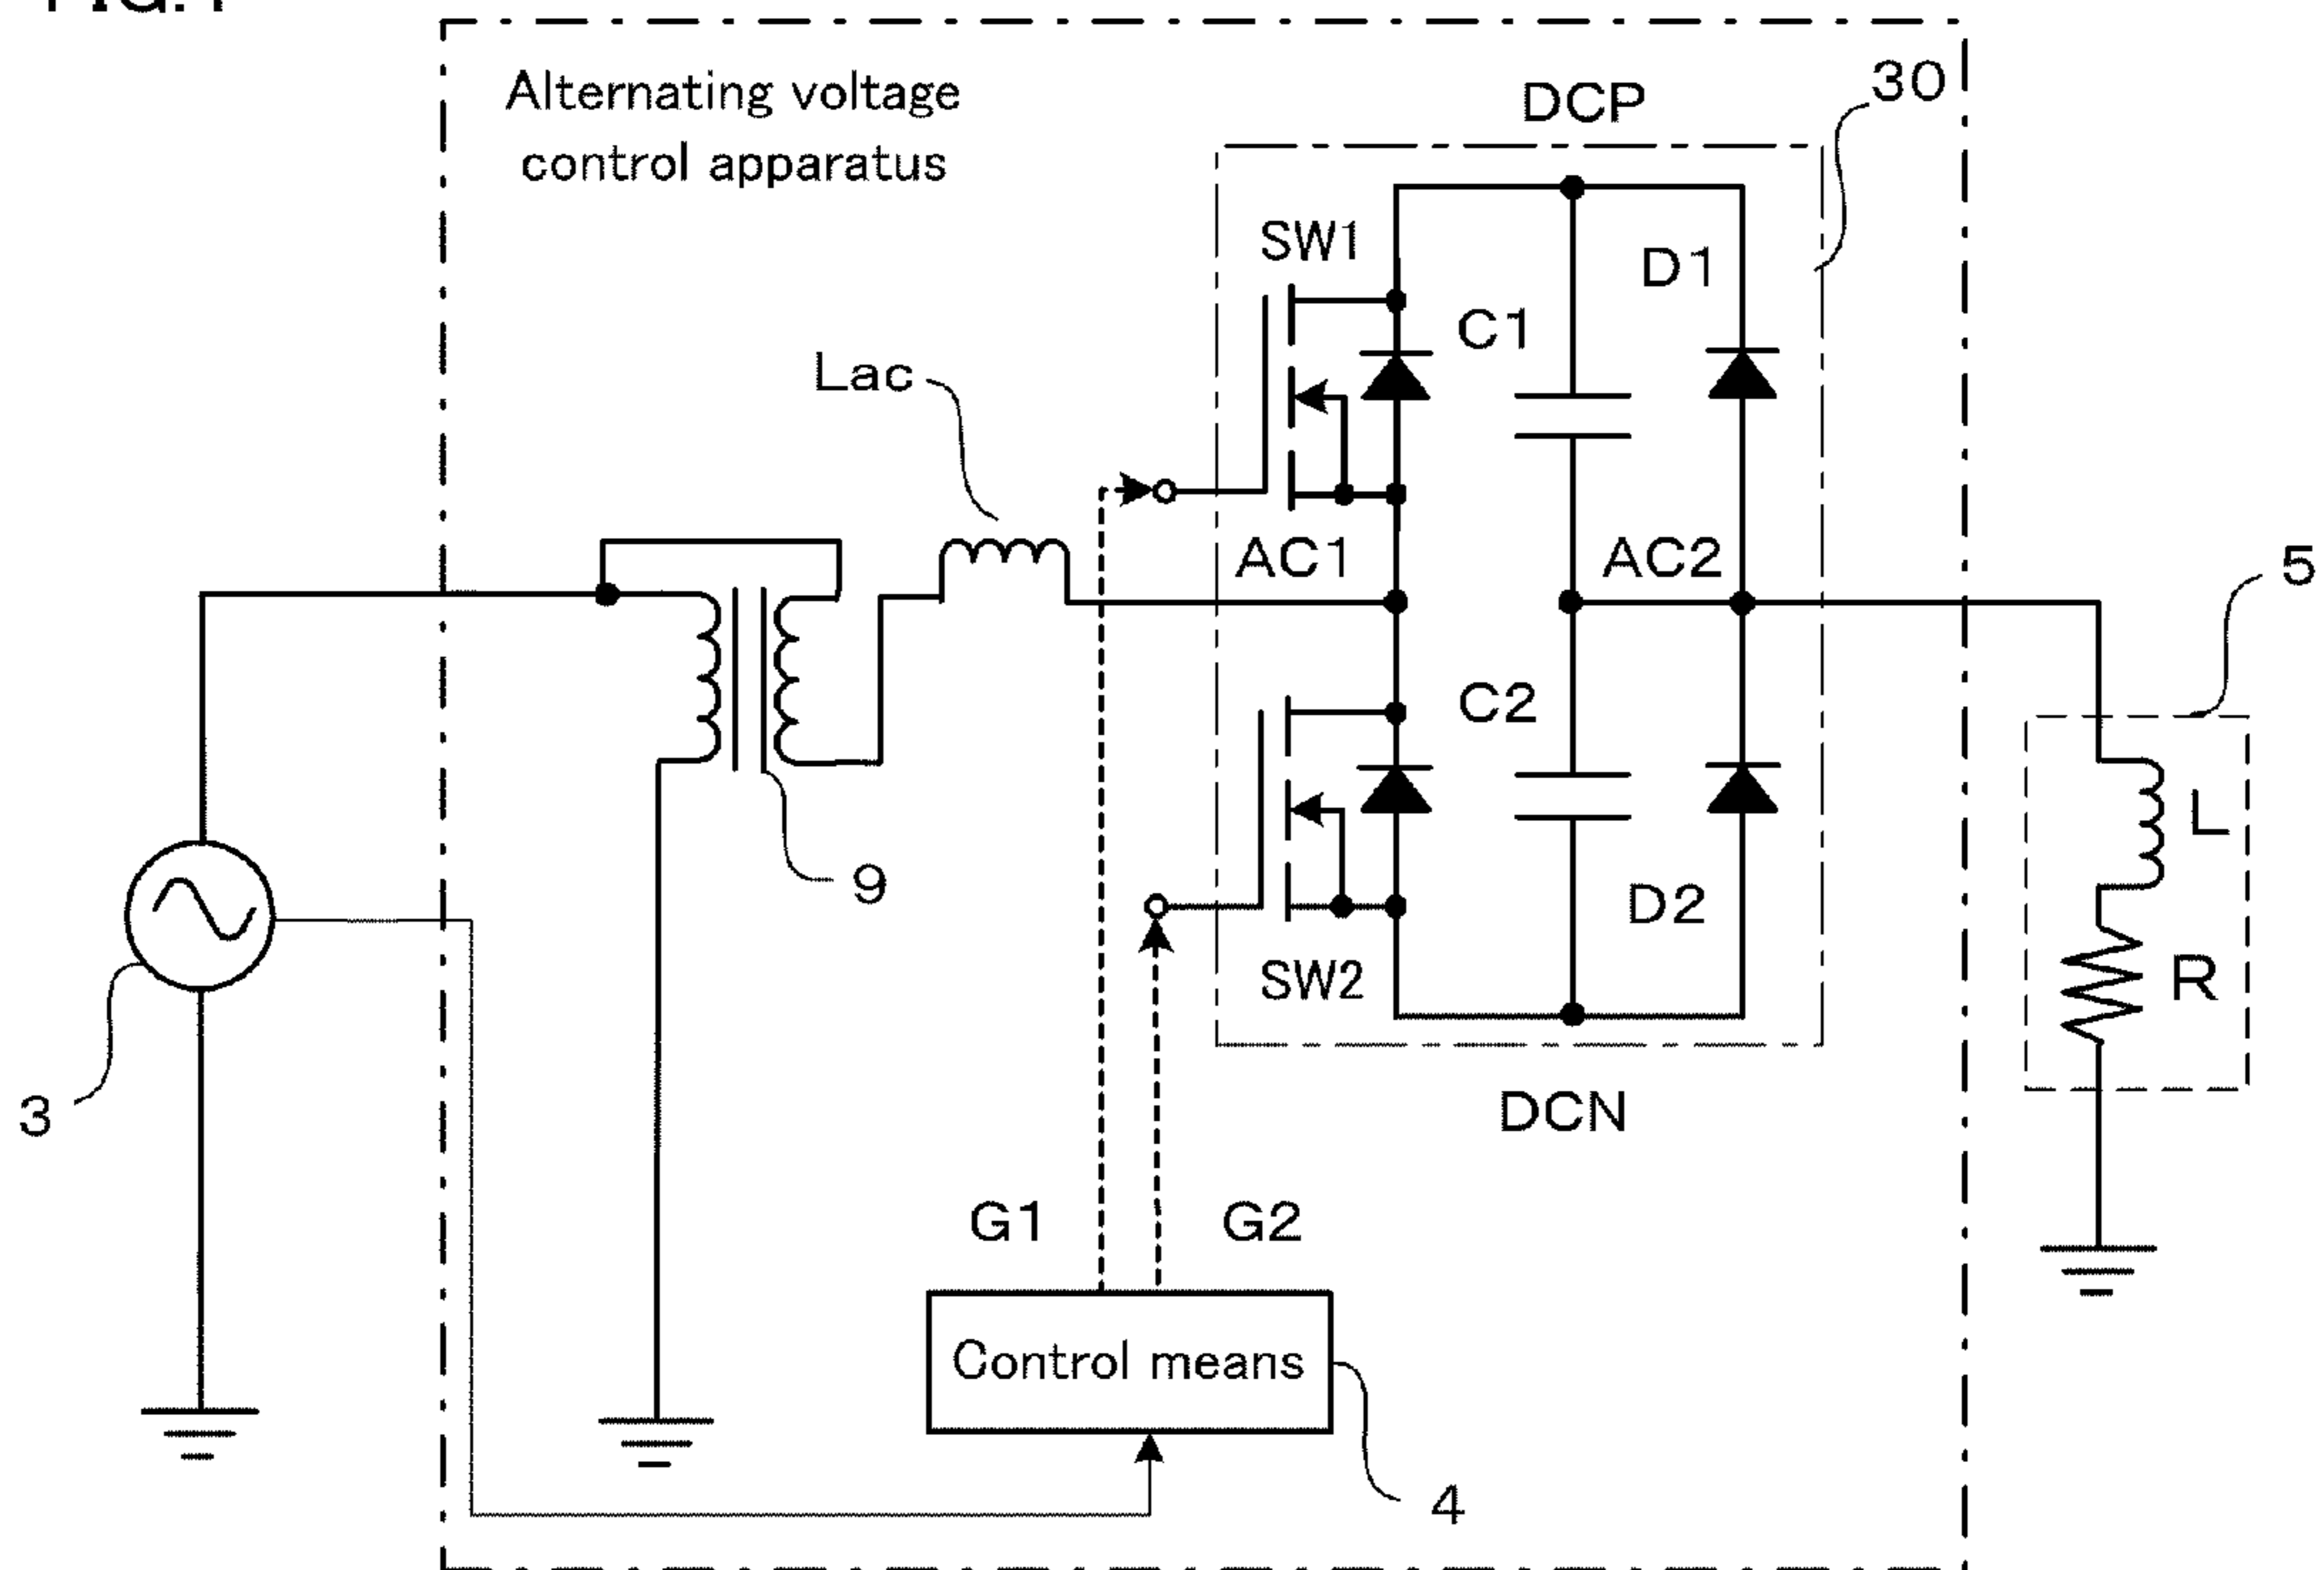 Alternating voltage
control apparatus
DCP
30
SW1
D1
C1
Lac
AC1
AC2
5
C2
L
9
D2
SW2
R
3
DCN
G1
G2
Control means
4